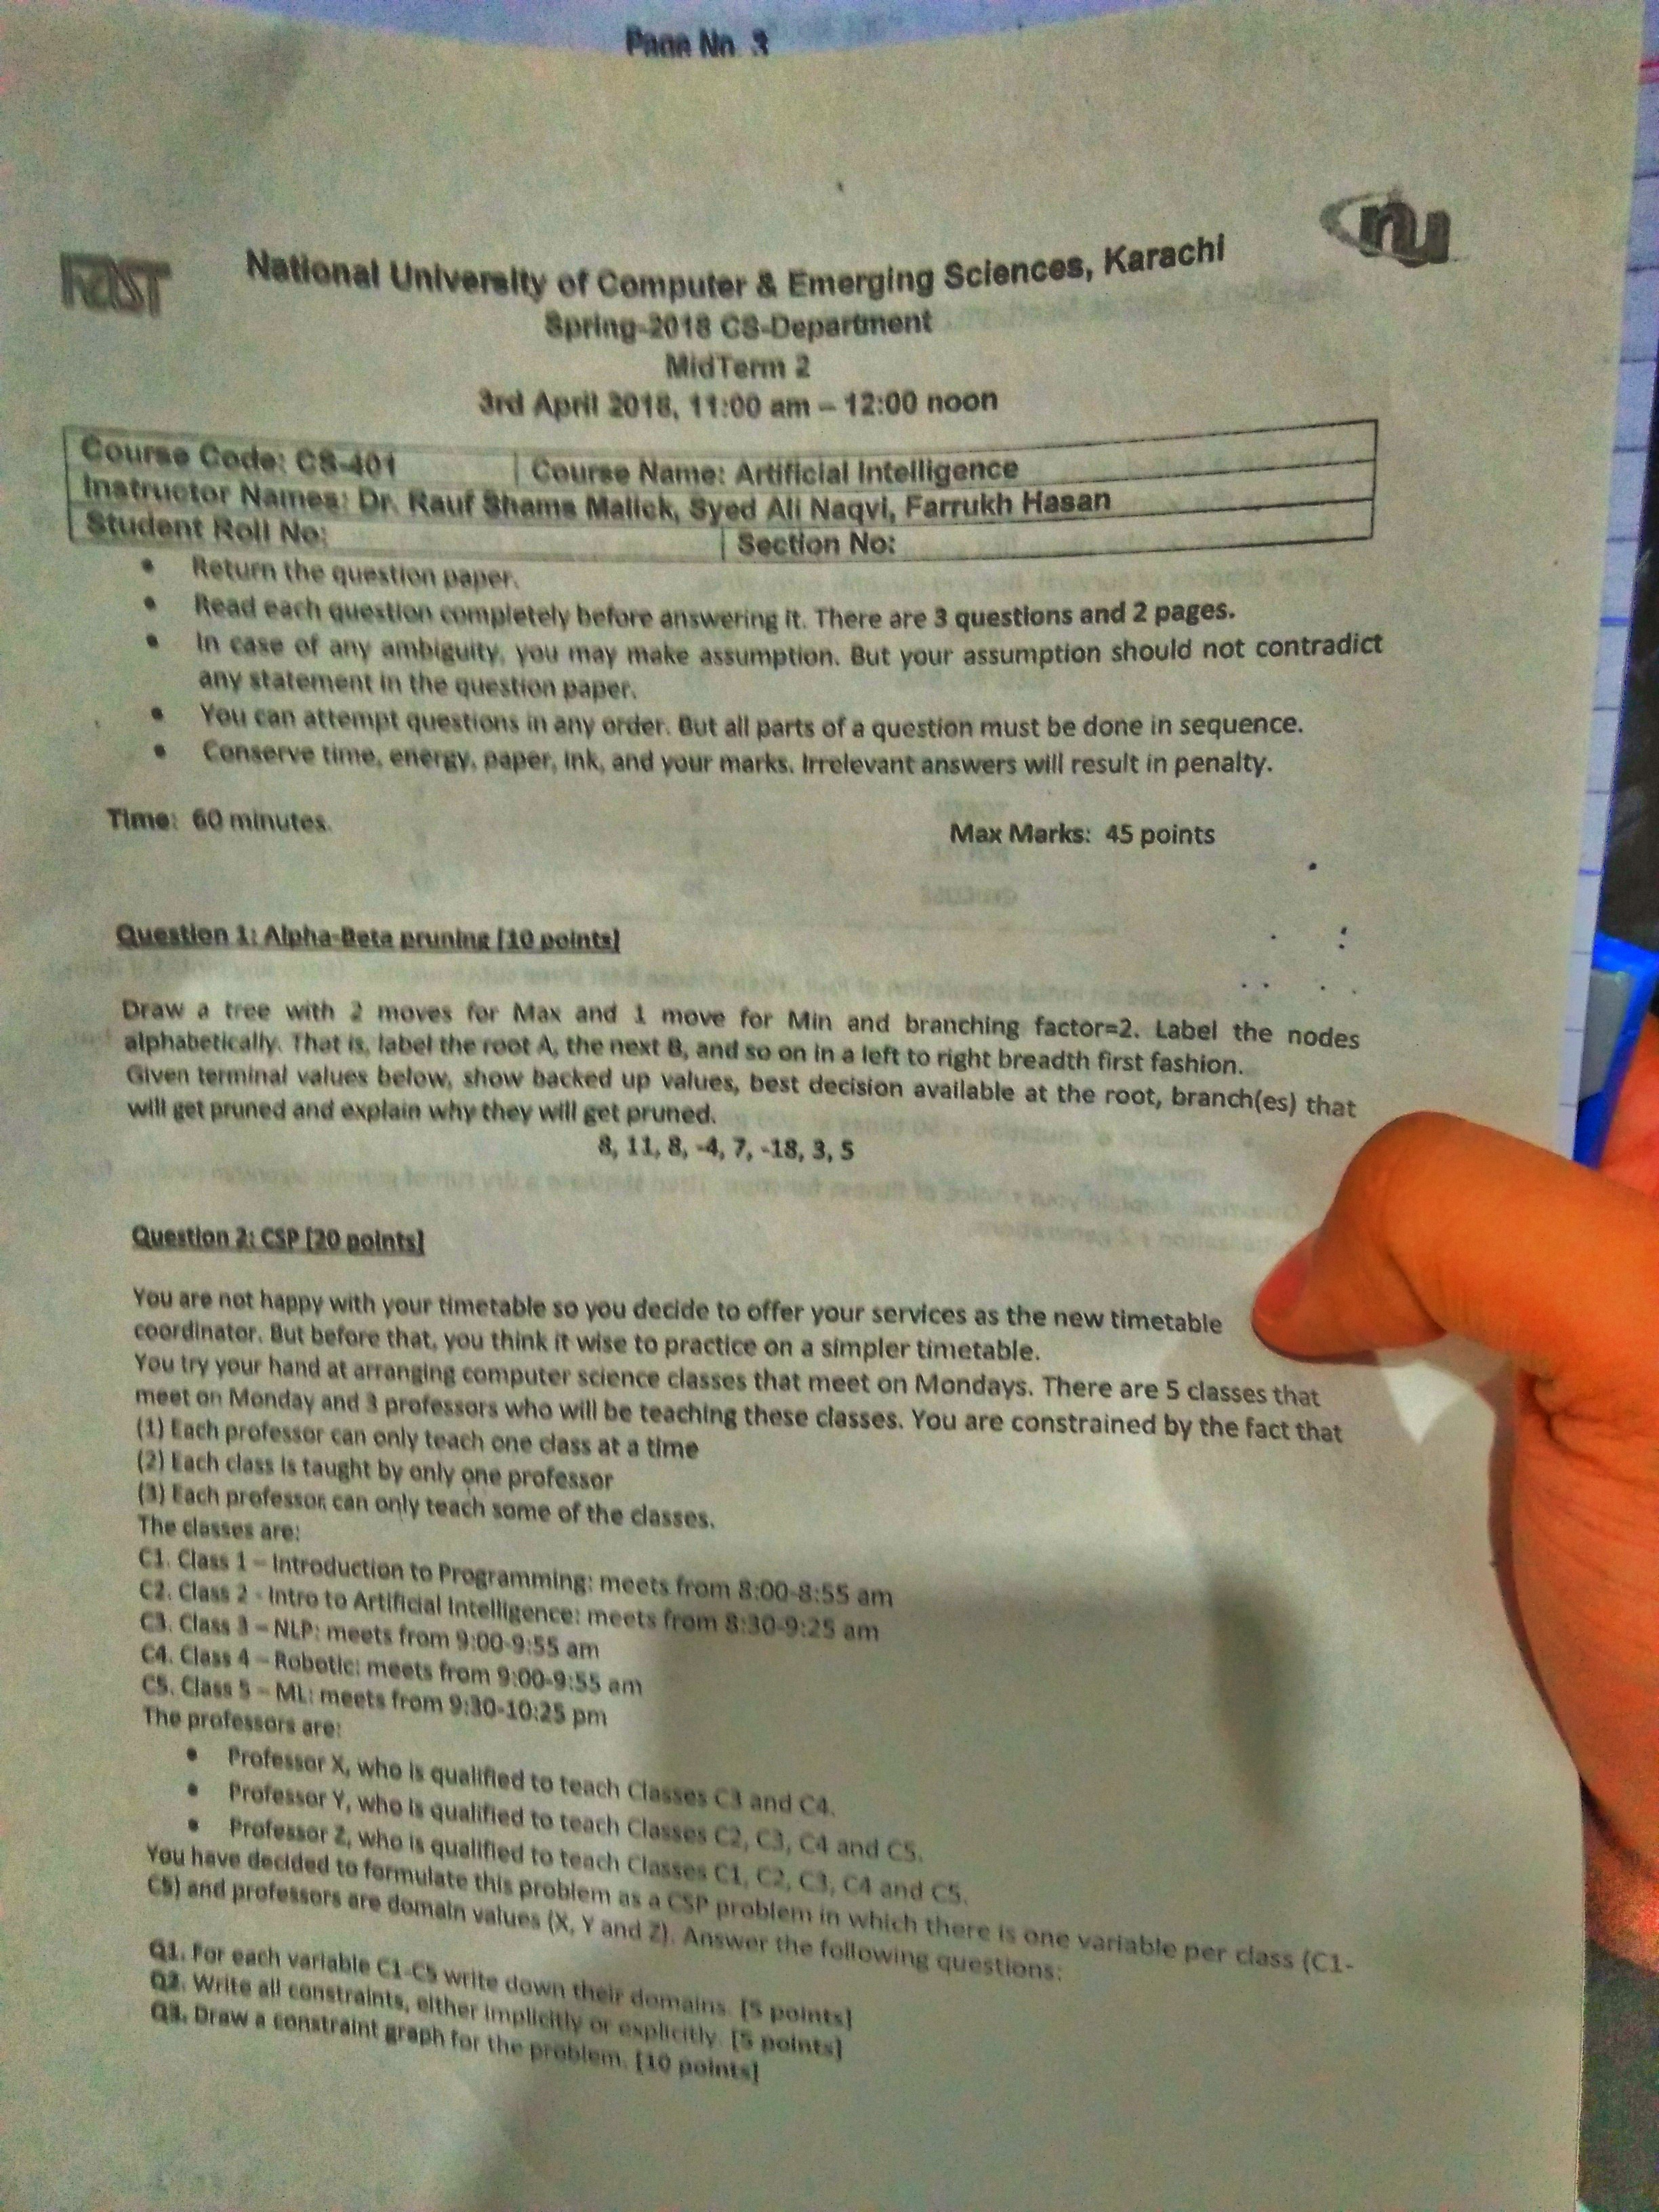 Page No. 3
FAST
nu
National University of Computer & Emerging Sciences, Karachi
Spring-2018 CS-Department
MidTerm 2
3rd April 2018, 11:00 am – 12:00 noon
Course Code: CS-401 Course Name: Artificial Intelligence
Instructor Names: Dr. Rauf Shams Malick, Syed Ali Naqvi, Farrukh Hasan
Student Roll No: Section No:
• Return the question paper.
• Read each question completely before answering it. There are 3 questions and 2 pages.
• In case of any ambiguity, you may make assumption. But your assumption should not contradict
any statement in the question paper.
• You can attempt questions in any order. But all parts of a question must be done in sequence.
• Conserve time, energy, paper, ink, and your marks. Irrelevant answers will result in penalty.
Time: 60 minutes. Max Marks: 45 points
Question 1: Alpha-Beta pruning [10 points]
Draw a tree with 2 moves for Max and 1 move for Min and branching factor=2. Label the nodes
alphabetically. That is, label the root A, the next B, and so on in a left to right breadth first fashion.
Given terminal values below, show backed up values, best decision available at the root, branch(es) that
will get pruned and explain why they will get pruned.
8, 11, 8, -4, 7, -18, 3, 5
Question 2: CSP [20 points]
You are not happy with your timetable so you decide to offer your services as the new timetable
coordinator. But before that, you think it wise to practice on a simpler timetable.
You try your hand at arranging computer science classes that meet on Mondays. There are 5 classes that
meet on Monday and 3 professors who will be teaching these classes. You are constrained by the fact that
(1) Each professor can only teach one class at a time
(2) Each class is taught by only one professor
(3) Each professor can only teach some of the classes.
The classes are:
C1. Class 1 – Introduction to Programming: meets from 8:00-8:55 am
C2. Class 2 - Intro to Artificial Intelligence: meets from 8:30-9:25 am
C3. Class 3 – NLP: meets from 9:00-9:55 am
C4. Class 4 – Robotic: meets from 9:00-9:55 am
C5. Class 5 – ML: meets from 9:30-10:25 pm
The professors are:
• Professor X, who is qualified to teach Classes C3 and C4.
• Professor Y, who is qualified to teach Classes C2, C3, C4 and C5.
• Professor Z, who is qualified to teach Classes C1, C2, C3, C4 and C5.
You have decided to formulate this problem as a CSP problem in which there is one variable per class (C1-
C5) and professors are domain values (X, Y and Z). Answer the following questions:
Q1. For each variable C1-C5 write down their domains. [5 points]
Q2. Write all constraints, either implicitly or explicitly. [5 points]
Q3. Draw a constraint graph for the problem. [10 points]